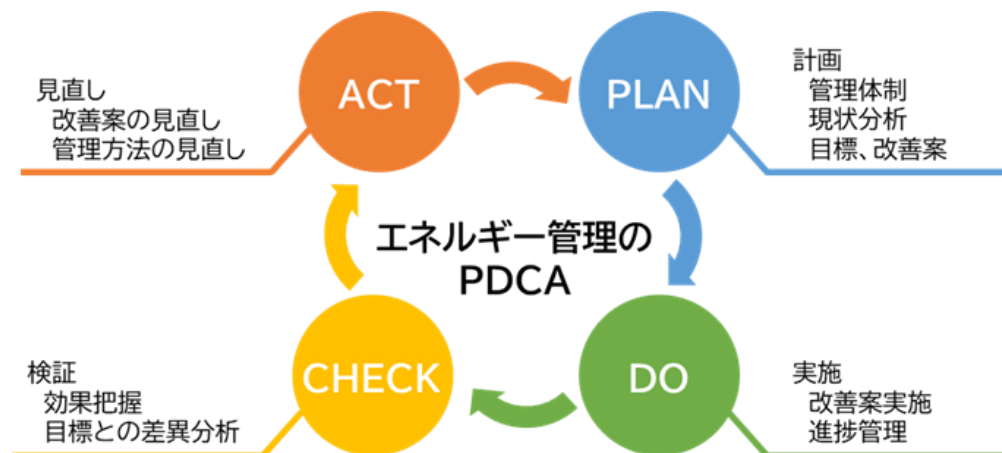 ACT
見直し
改善案の見直し
管理方法の見直し
PLAN
計画
管理体制
現状分析
目標、改善案
エネルギー管理の
PDCA
CHECK
検証
効果把握
目標との差異分析
DO
実施
改善案実施
進捗管理